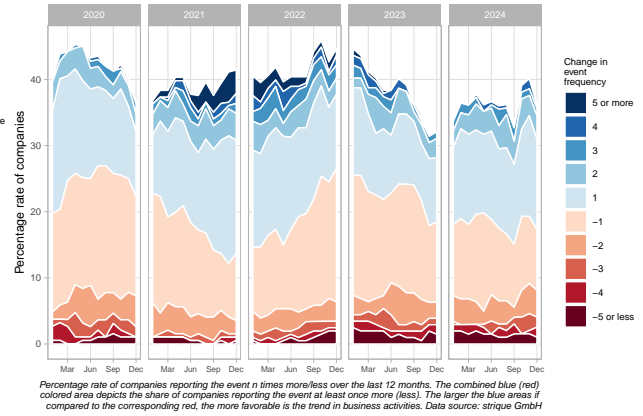 2020 2021 2022 2023 2024
Percentage rate of companies
40
30
20
10
0
Mar Jun Sep Dec Mar Jun Sep Dec Mar Jun Sep Dec Mar Jun Sep Dec Mar Jun Sep Dec
Change in
event
frequency
5 or more
4
3
2
1
−1
−2
−3
−4
−5 or less
Percentage rate of companies reporting the event n times more/less over the last 12 months. The combined blue (red)
colored area depicts the share of companies reporting the event at least once more (less). The larger the blue areas if
compared to the corresponding red, the more favorable is the trend in business activities. Data source: strique GmbH